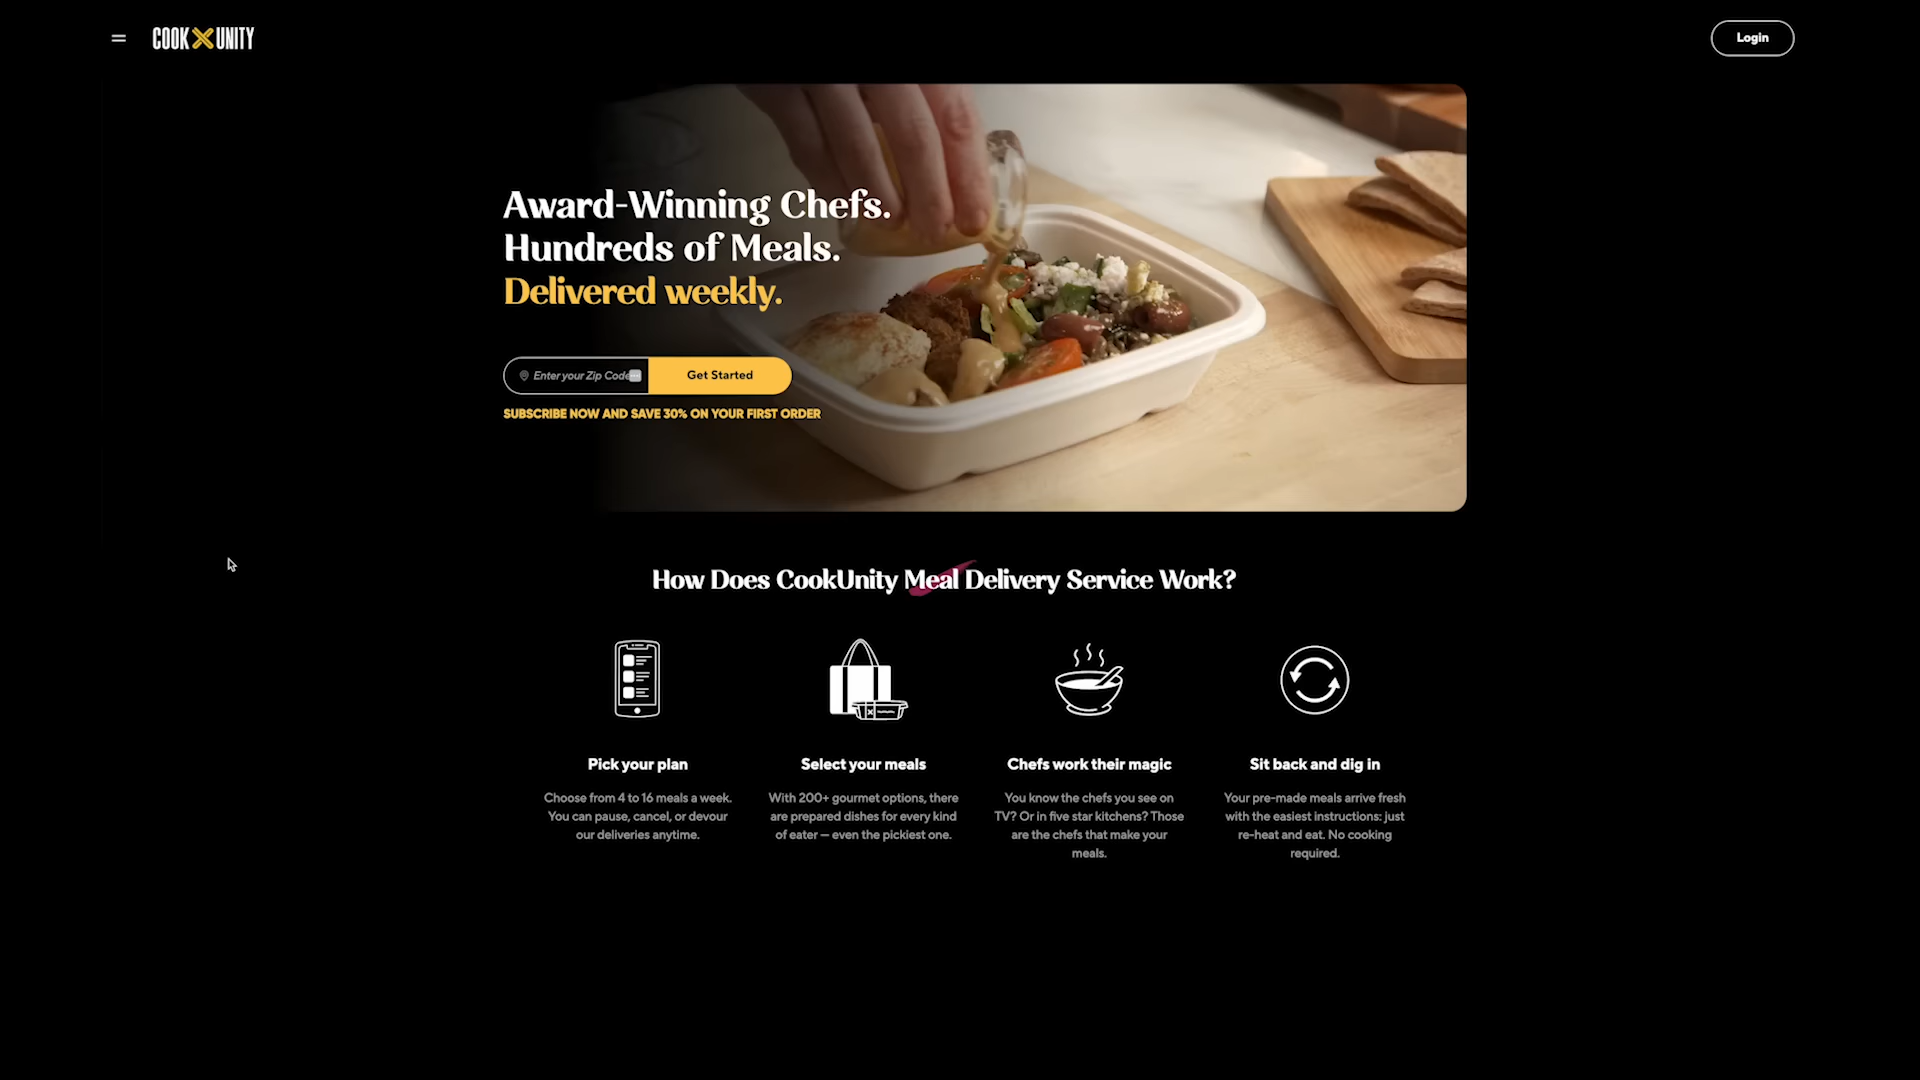 COOK UNITY
Login
Award-Winning Chefs.
Hundreds of Meals.
Delivered weekly.
Enter your Zip Code
Get Started
SUBSCRIBE NOW AND SAVE 30% ON YOUR FIRST ORDER
How Does CookUnity Meal Delivery Service Work?
Pick your plan
Choose from 4 to 16 meals a week.
You can pause, cancel, or devour
our deliveries anytime.
Select your meals
With 200+ gourmet options, there
are prepared dishes for every kind
of eater — even the pickiest one.
Chefs work their magic
You know the chefs you see on
TV? Or in five star kitchens? Those
are the chefs that make your
meals.
Sit back and dig in
Your pre-made meals arrive fresh
with the easiest instructions: just
re-heat and eat. No cooking
required.